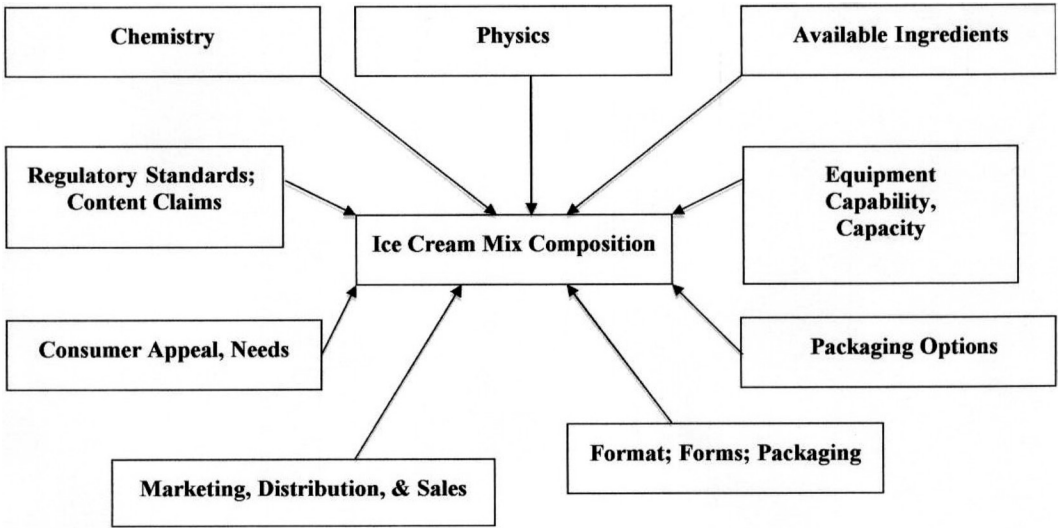 Chemistry
Physics
Available Ingredients
Regulatory Standards;
Content Claims
Equipment
Capability,
Capacity
Ice Cream Mix Composition
Consumer Appeal, Needs
Packaging Options
Format; Forms; Packaging
Marketing, Distribution, & Sales